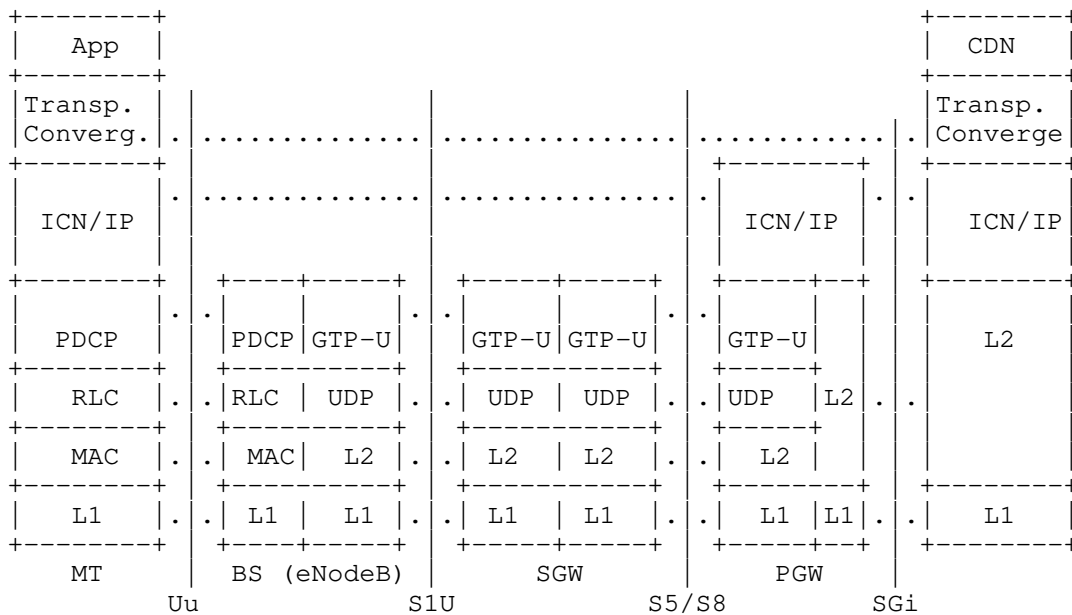 App CDN
Transp. Transp.
Converg. Converge
ICN/IP ICN/IP ICN/IP
PDCP PDCP GTP-U GTP-U GTP-U GTP-U L2
RLC RLC UDP UDP UDP UDP L2
MAC MAC L2 L2 L2 L2
L1 L1 L1 L1 L1 L1 L1 L1
MT BS (eNodeB) SGW PGW
Uu S1U S5/S8 SGi